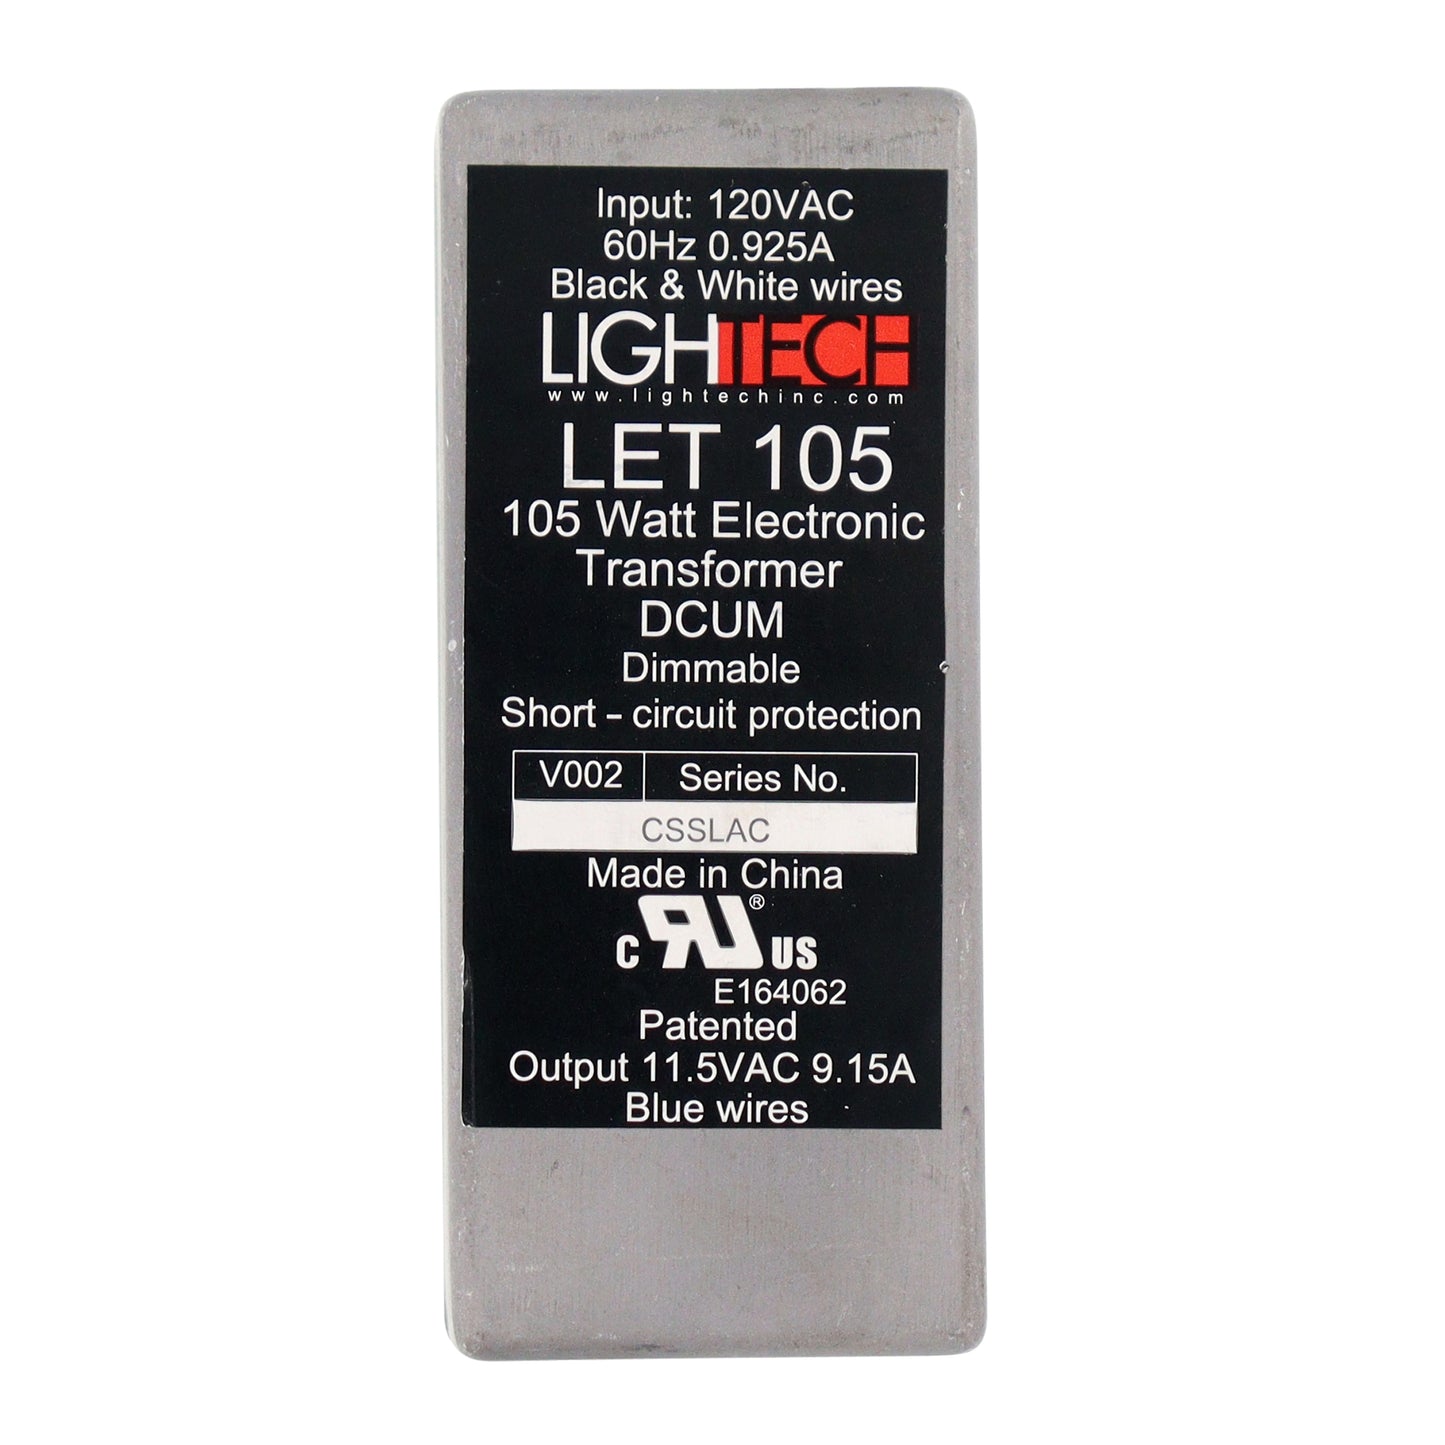 Input: 120VAC
60Hz 0.925A
Black & White wires
LIGHTECH
www.lightechinc.com
LET 105
105 Watt Electronic
Transformer
DCUM
Dimmable
Short - circuit protection
V002 Series No.
CSSLAC
Made in China
C RU ® US
E164062
Patented
Output 11.5VAC 9.15A
Blue wires